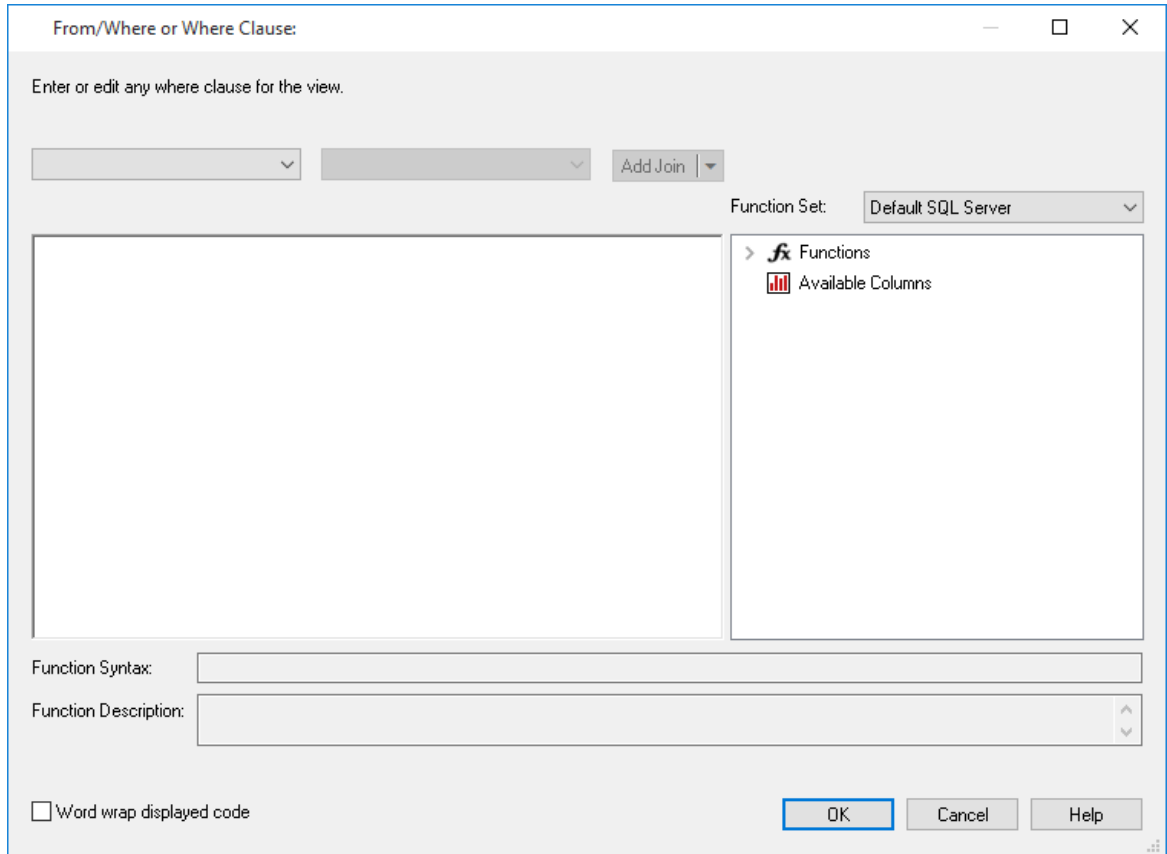 From/Where or Where Clause:
Enter or edit any where clause for the view.
Add Join
Function Set: Default SQL Server
fx Functions
Available Columns
Function Syntax:
Function Description:
Word wrap displayed code
OK Cancel Help